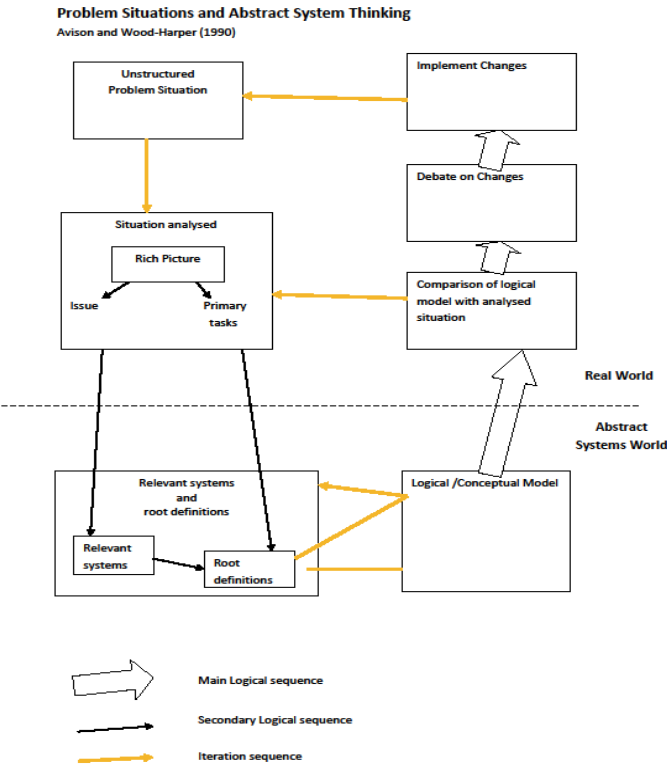 Problem Situations and Abstract System Thinking
Avison and Wood-Harper (1990)
Unstructured
Problem Situation
Implement Changes
Debate on Changes
Situation analysed
Rich Picture
Issue
Primary
tasks
Comparison of logical
model with analysed
situation
Real World
Abstract
Systems World
Relevant systems
and
root definitions
Relevant
systems
Root
definitions
Logical /Conceptual Model
Main Logical sequence
Secondary Logical sequence
Iteration sequence